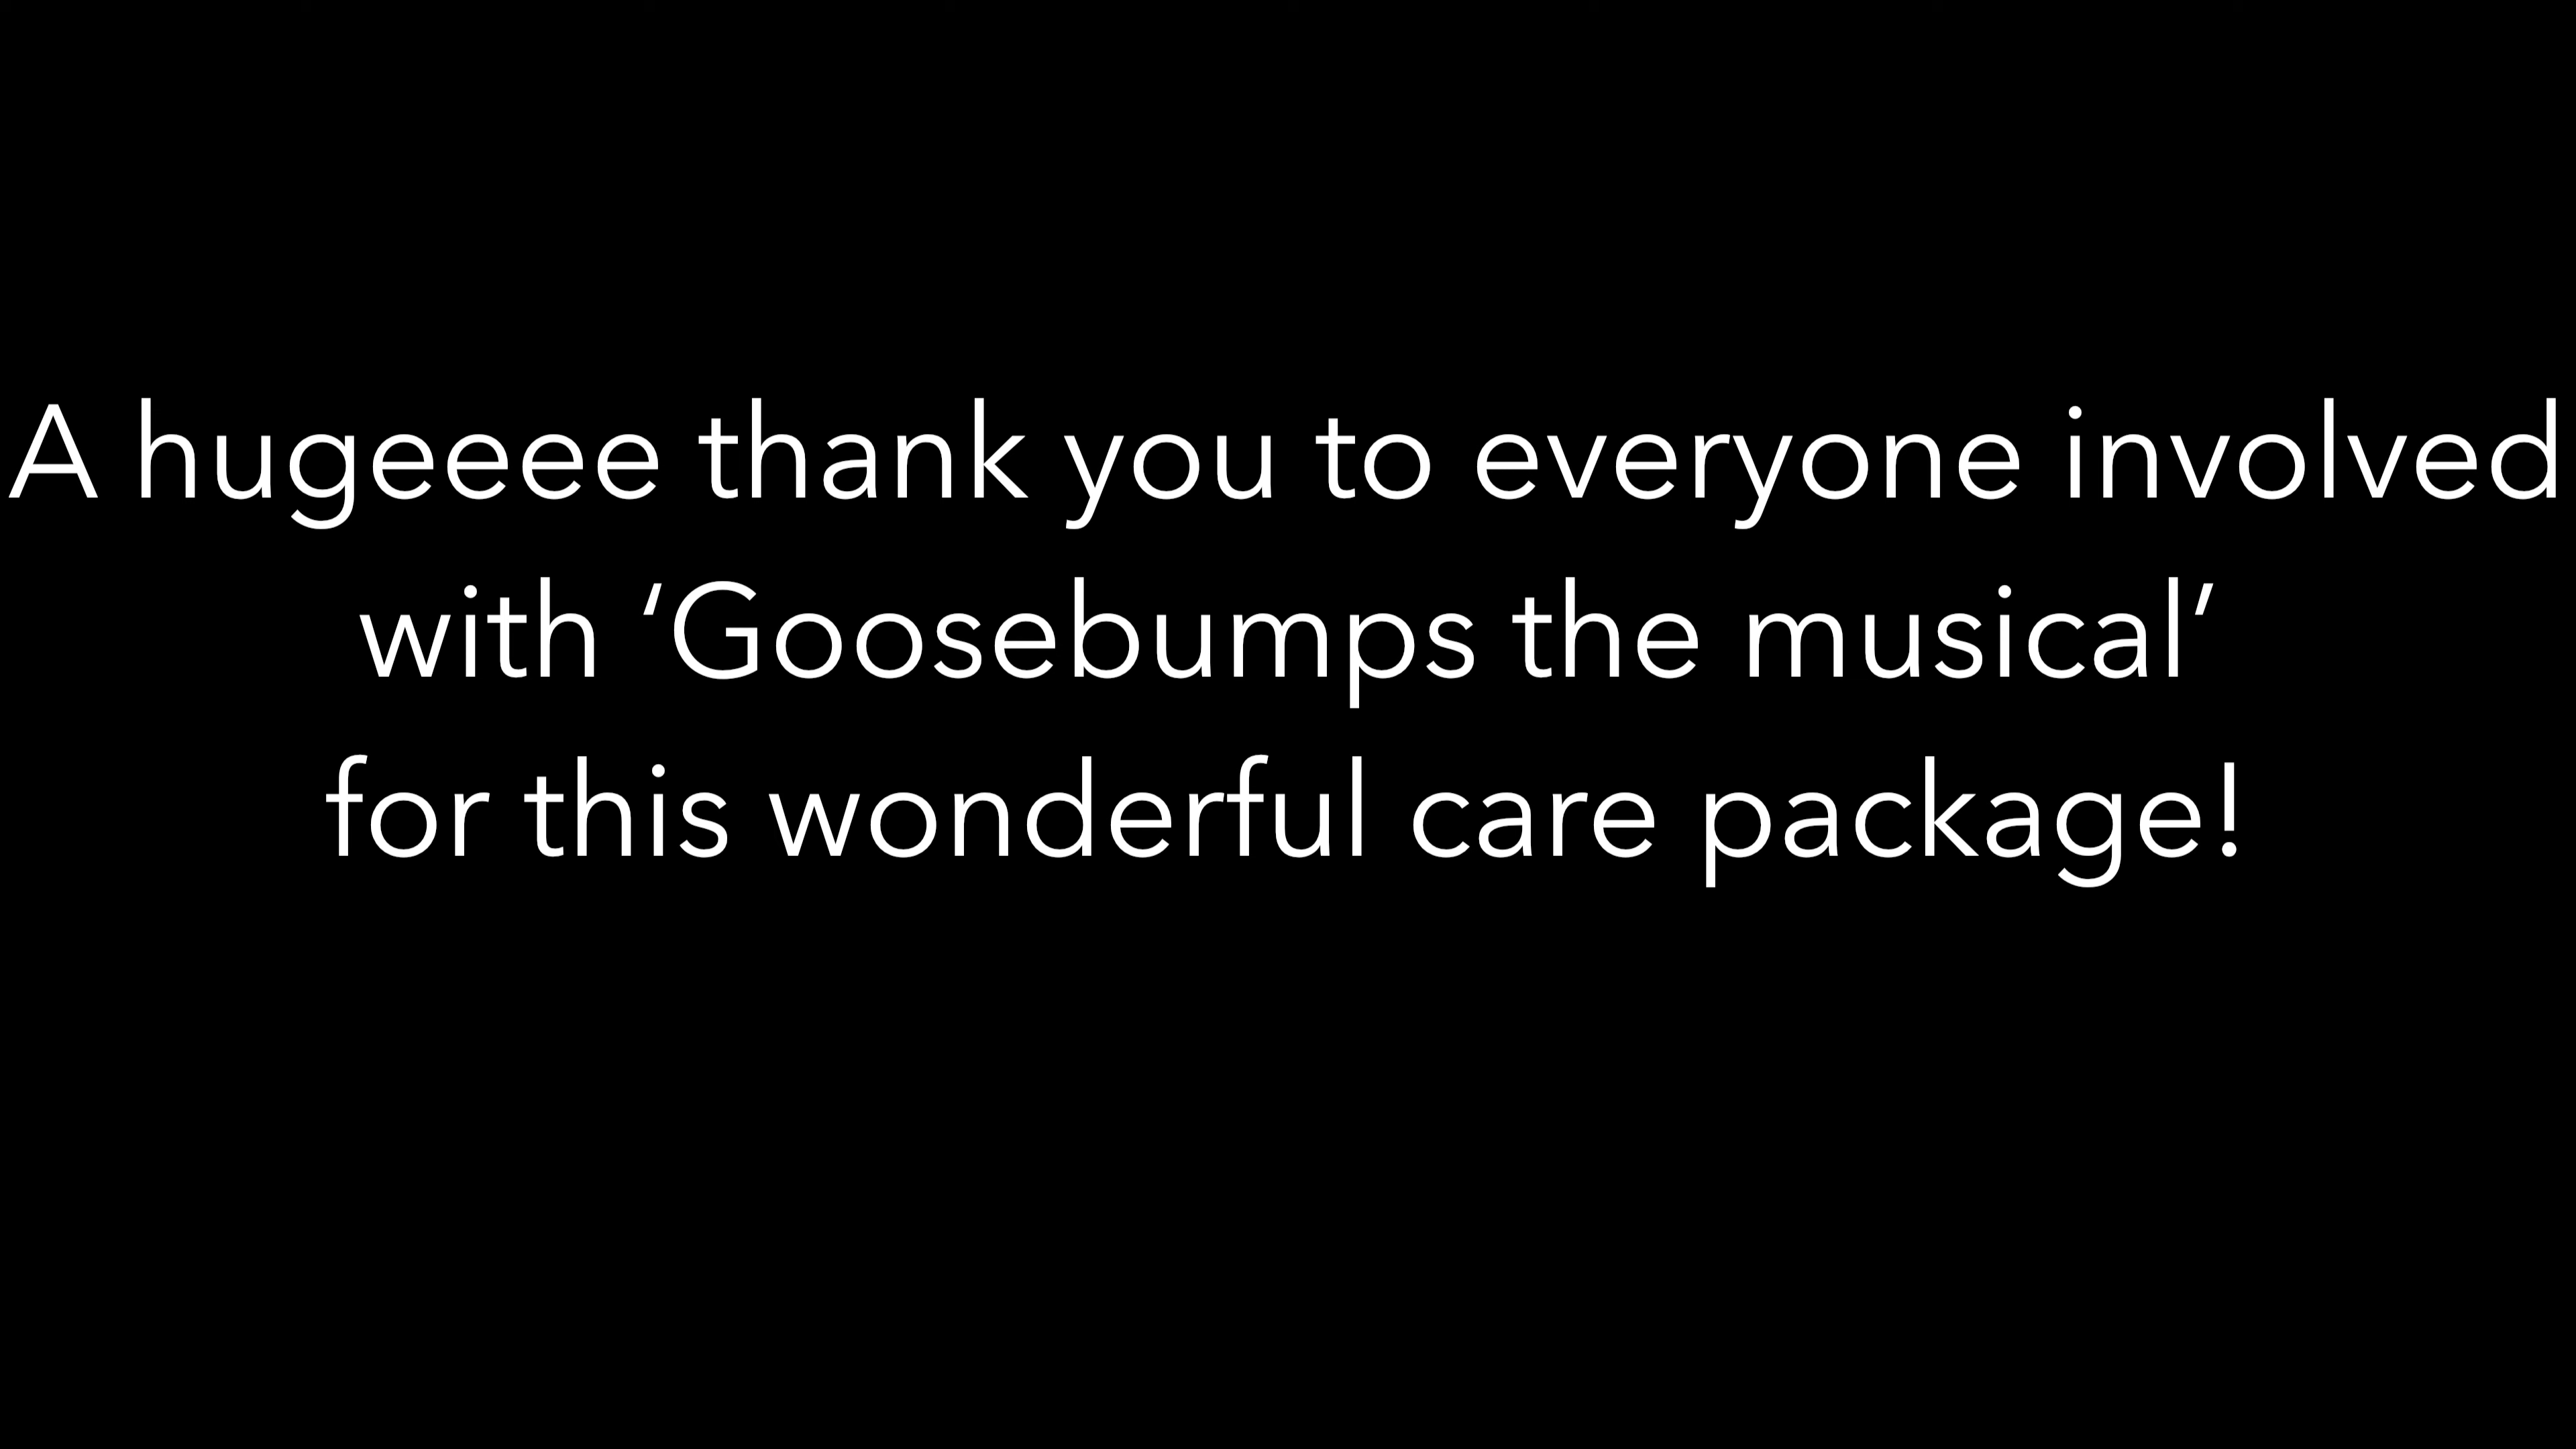 A hugeeee thank you to everyone involved
with ‘Goosebumps the musical’
for this wonderful care package!